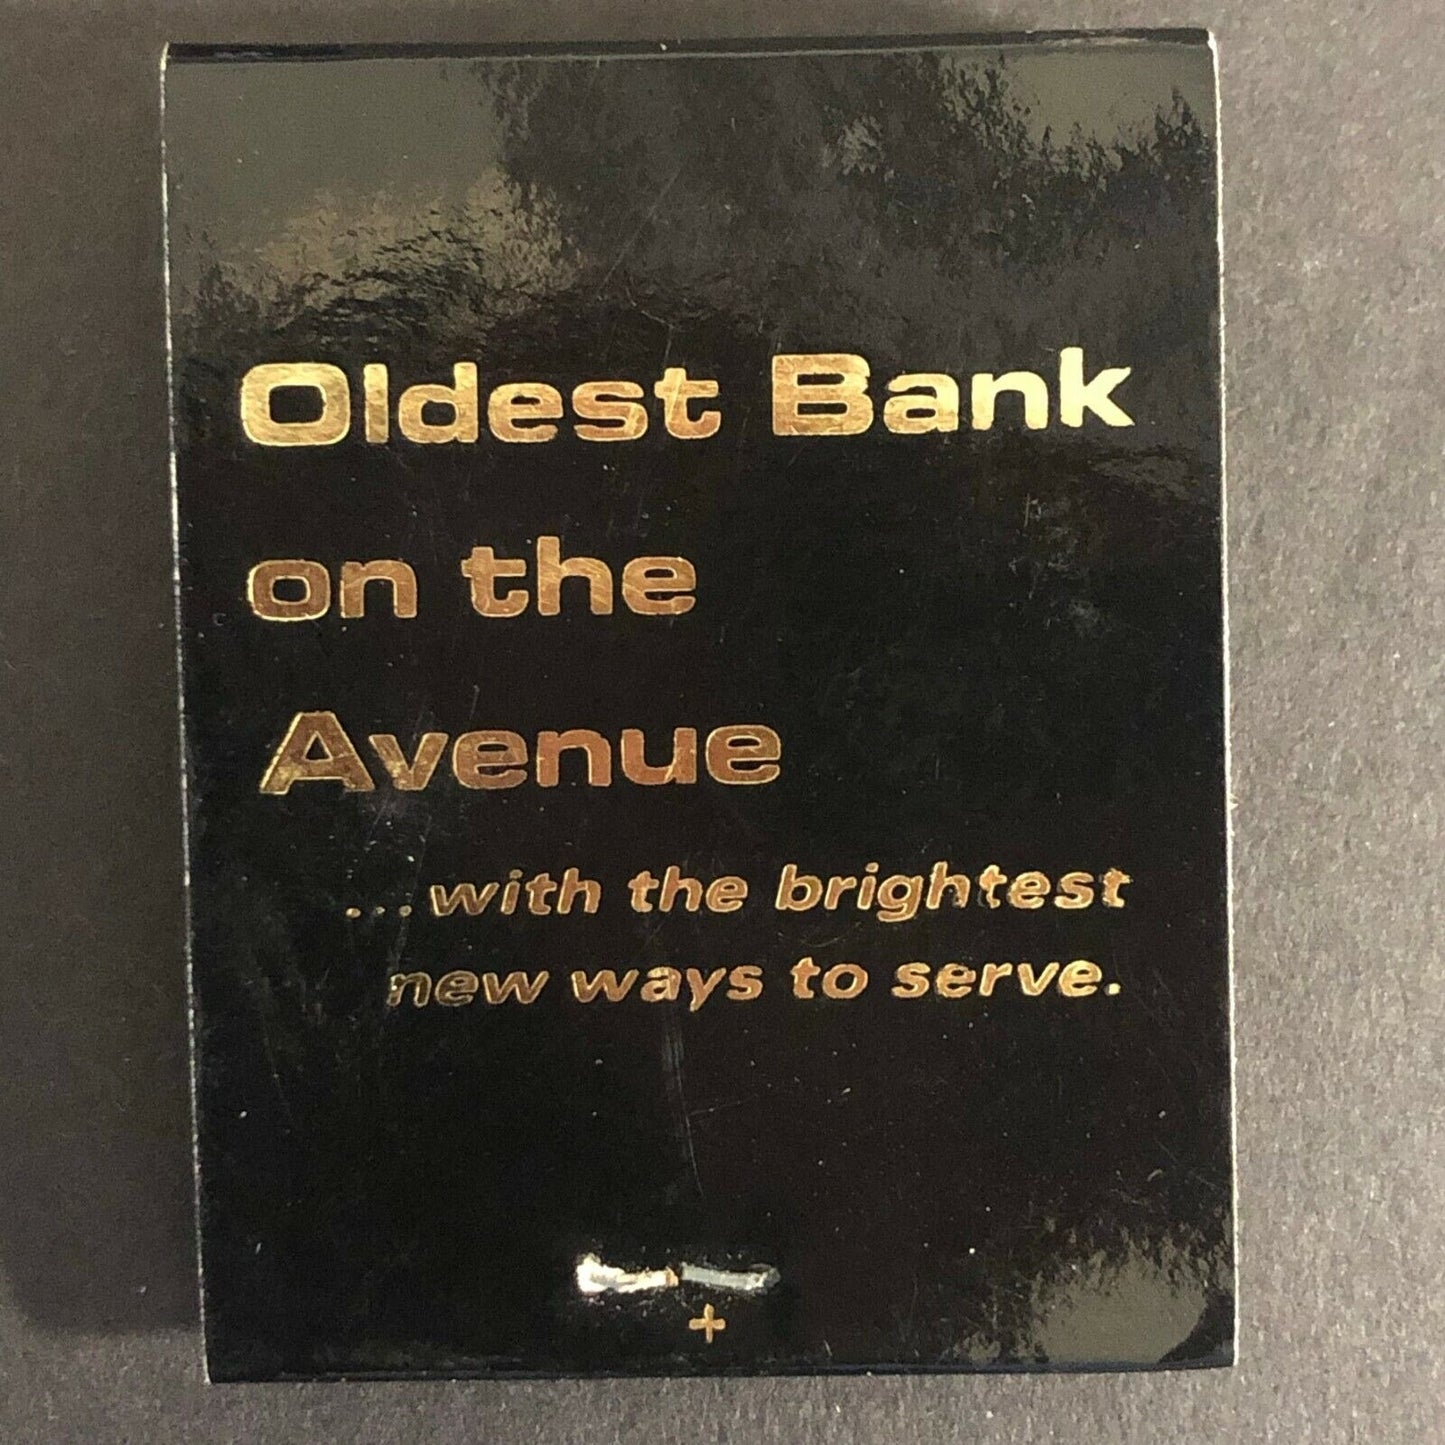 Oldest Bank
on the
Avenue
...with the brightest
new ways to serve.
+